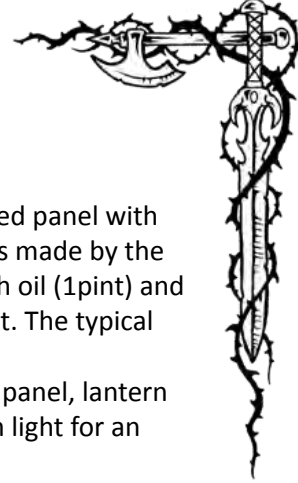 ed panel with
s made by the
h oil (1pint) and
t. The typical
panel, lantern
n light for an